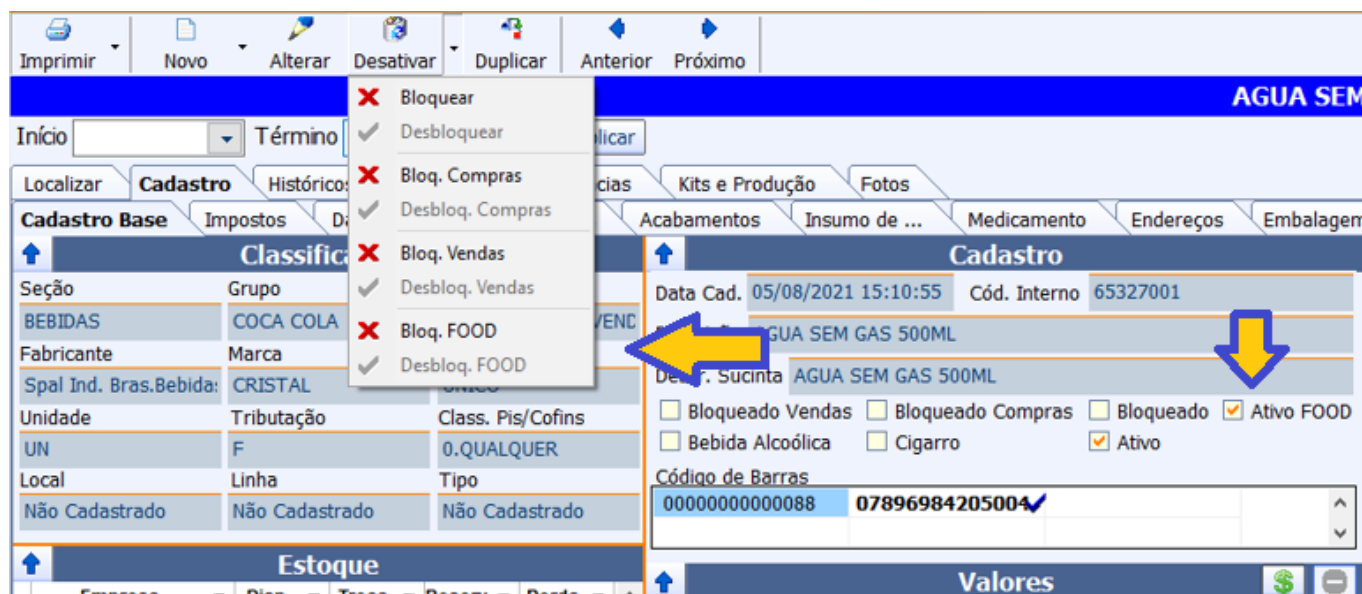 Imprimir Novo Alterar Desativar Duplicar Anterior Próximo
Bloquear
AGUA SEM
Início Término Desbloquear licar
Localizar Cadastro Históricos Bloq. Compras cias Kits e Produção Fotos
Cadastro Base Impostos Desbloq. Compras Acabamentos Insumo de ... Medicamento Endereços Embalagem
Bloq. Vendas Cadastro
Seção Grupo Desbloq. Vendas Data Cad. 05/08/2021 15:10:55 Cód. Interno 65327001
BEBIDAS COCA COLA Bloq. FOOD VEND AGUA SEM GAS 500ML
Fabricante Marca Desbloq. FOOD
Spal Ind. Bras.Bebida: CRISTAL Sucinta AGUA SEM GAS 500ML
Unidade Tributação Class. Pis/Cofins Bloqueado Vendas Bloqueado Compras Bloqueado Ativo FOOD
UN F 0.QUALQUER Bebida Alcoólica Cigarro Ativo
Local Linha Tipo Código de Barras
Não Cadastrado Não Cadastrado Não Cadastrado 00000000000088 07896984205004
Estoque Valores